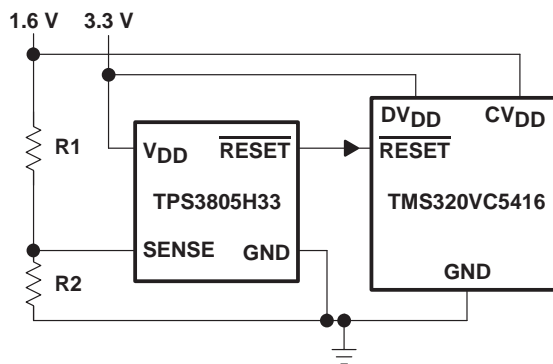 1.6 V 3.3 V
R1
R2
VDD RESET
TPS3805H33
SENSE GND
DVDD CVDD
RESET
TMS320VC5416
GND